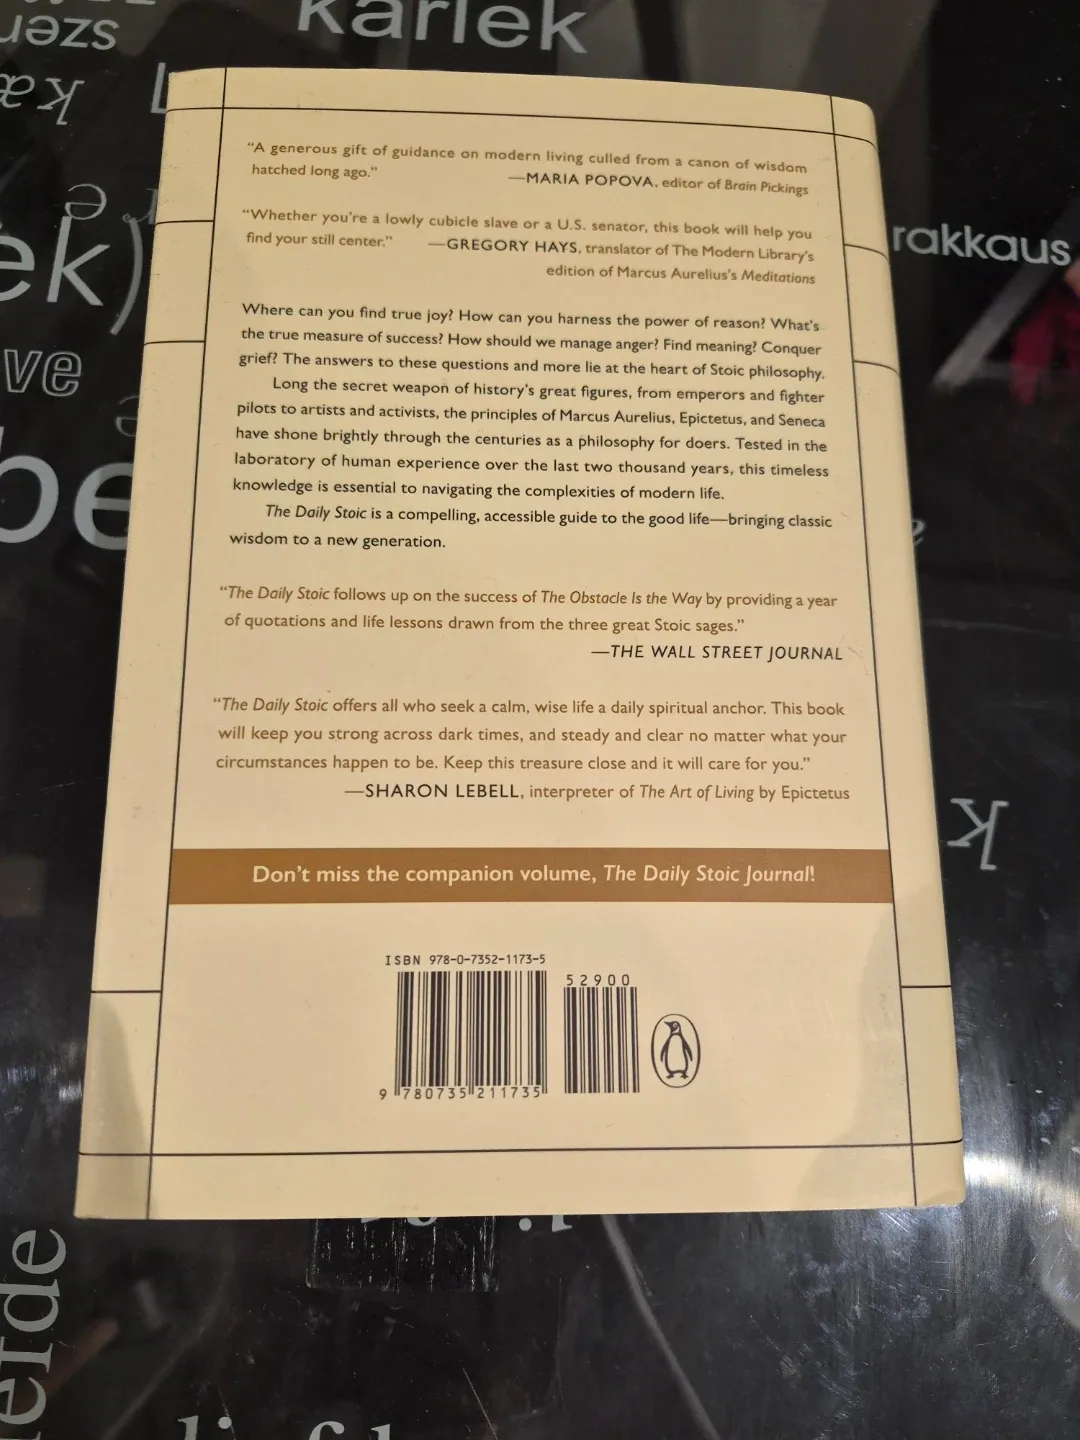 karlek
szer
kæ
rakkaus
ek)
ve
be
"A generous gift of guidance on modern living culled from a canon of wisdom
hatched long ago." —MARIA POPOVA, editor of Brain Pickings
"Whether you're a lowly cubicle slave or a U.S. senator, this book will help you
find your still center." —GREGORY HAYS, translator of The Modern Library's
edition of Marcus Aurelius's Meditations
Where can you find true joy? How can you harness the power of reason? What's
the true measure of success? How should we manage anger? Find meaning? Conquer
grief? The answers to these questions and more lie at the heart of Stoic philosophy.
Long the secret weapon of history's great figures, from emperors and fighter
pilots to artists and activists, the principles of Marcus Aurelius, Epictetus, and Seneca
have shone brightly through the centuries as a philosophy for doers. Tested in the
laboratory of human experience over the last two thousand years, this timeless
knowledge is essential to navigating the complexities of modern life.
The Daily Stoic is a compelling, accessible guide to the good life—bringing classic
wisdom to a new generation.
"The Daily Stoic follows up on the success of The Obstacle Is the Way by providing a year
of quotations and life lessons drawn from the three great Stoic sages."
—THE WALL STREET JOURNAL
"The Daily Stoic offers all who seek a calm, wise life a daily spiritual anchor. This book
will keep you strong across dark times, and steady and clear no matter what your
circumstances happen to be. Keep this treasure close and it will care for you."
—SHARON LEBELL, interpreter of The Art of Living by Epictetus
Don't miss the companion volume, The Daily Stoic Journal!
ISBN 978-0-7352-1173-5
52900
9 780735 211735
K